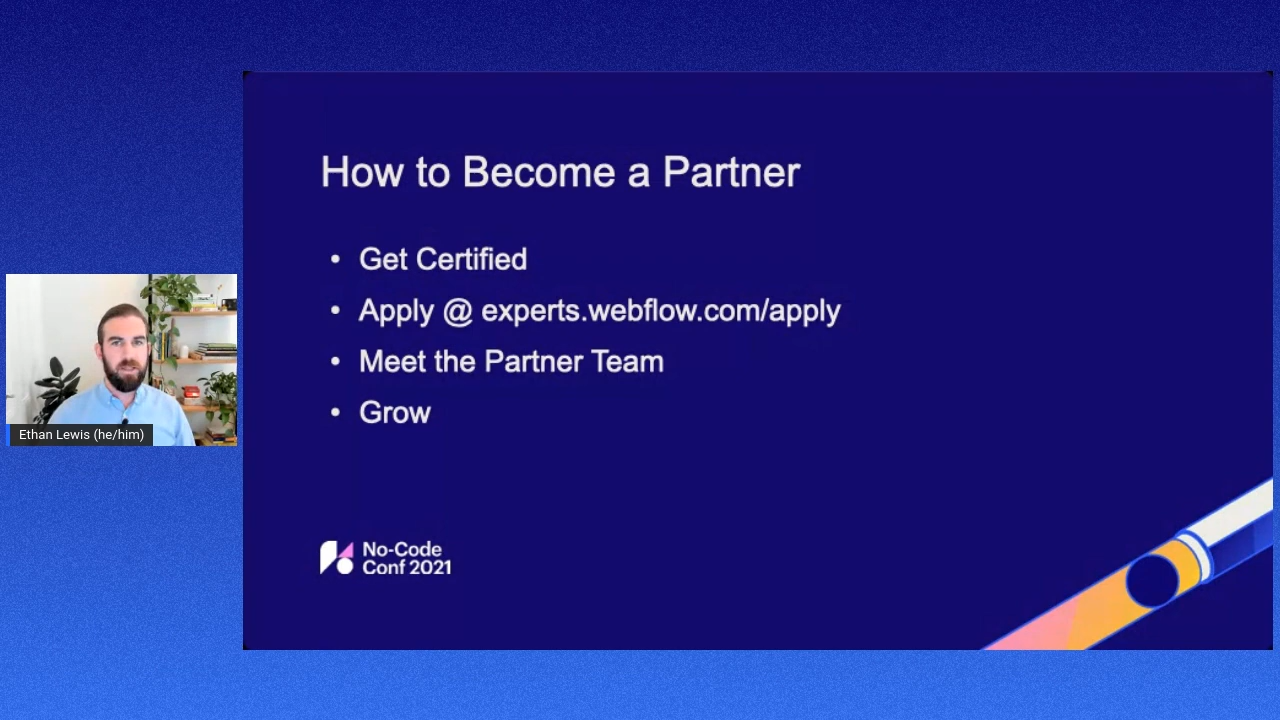 How to Become a Partner
• Get Certified
• Apply @ experts.webflow.com/apply
• Meet the Partner Team
• Grow
Ethan Lewis (he/him)
No-Code
Conf 2021